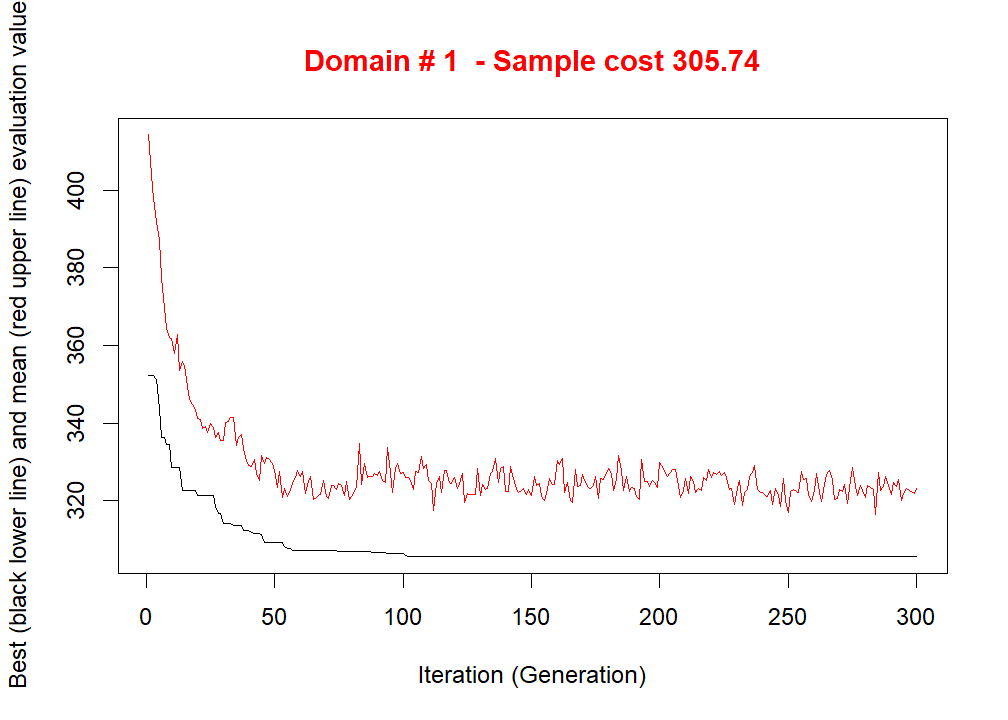 Domain # 1  - Sample cost 305.74
Best (black lower line) and mean (red upper line) evaluation value
400
380
360
340
320
0 50 100 150 200 250 300
Iteration (Generation)